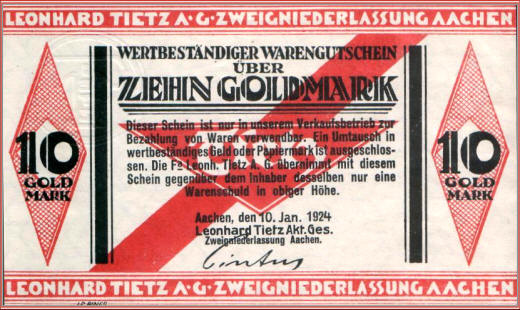 LEONHARD TIETZ A·G·ZWEIGNIEDERLASSUNG AACHEN
WERTBESTÄNDIGER WARENGUTSCHEIN
ÜBER
ZEHN GOLDMARK
Dieser Schein ist nur in unserem Verkaufsbetrieb zur
Bezahlung von Waren verwendbar. Ein Umtausch in
wertbeständiges Geld oder Papiermark ist ausgeschlos-
sen. Die Fa Leonh. Tietz A. G. übernimmt mit diesem
Schein gegenüber dem Inhaber desselben nur eine
Warenschuld in obiger Höhe.
10
GOLD
MARK
10
GOLD
MARK
Aachen, den 10. Jan. 1924
Leonhard Tietz Akt. Ges.
Zweigniederlassung Aachen.
LEONHARD TIETZ A·G·ZWEIGNIEDERLASSUNG AACHEN